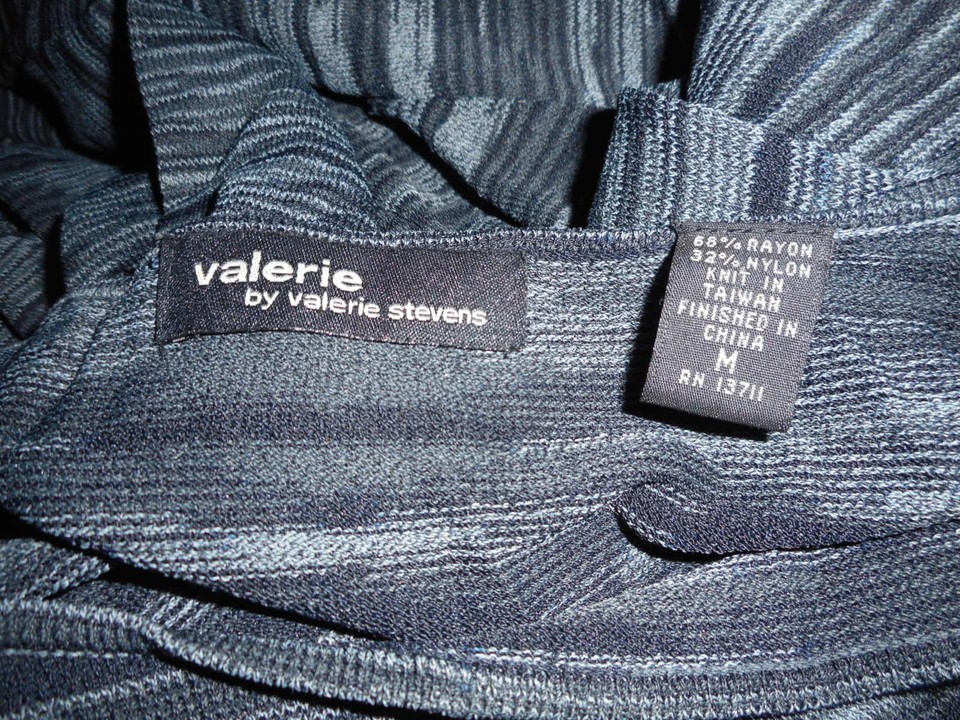 valerie
by valerie stevens
68% RAYON
32% NYLON
KNIT IN
TAIWAN
FINISHED IN
CHINA
M
RN 13711